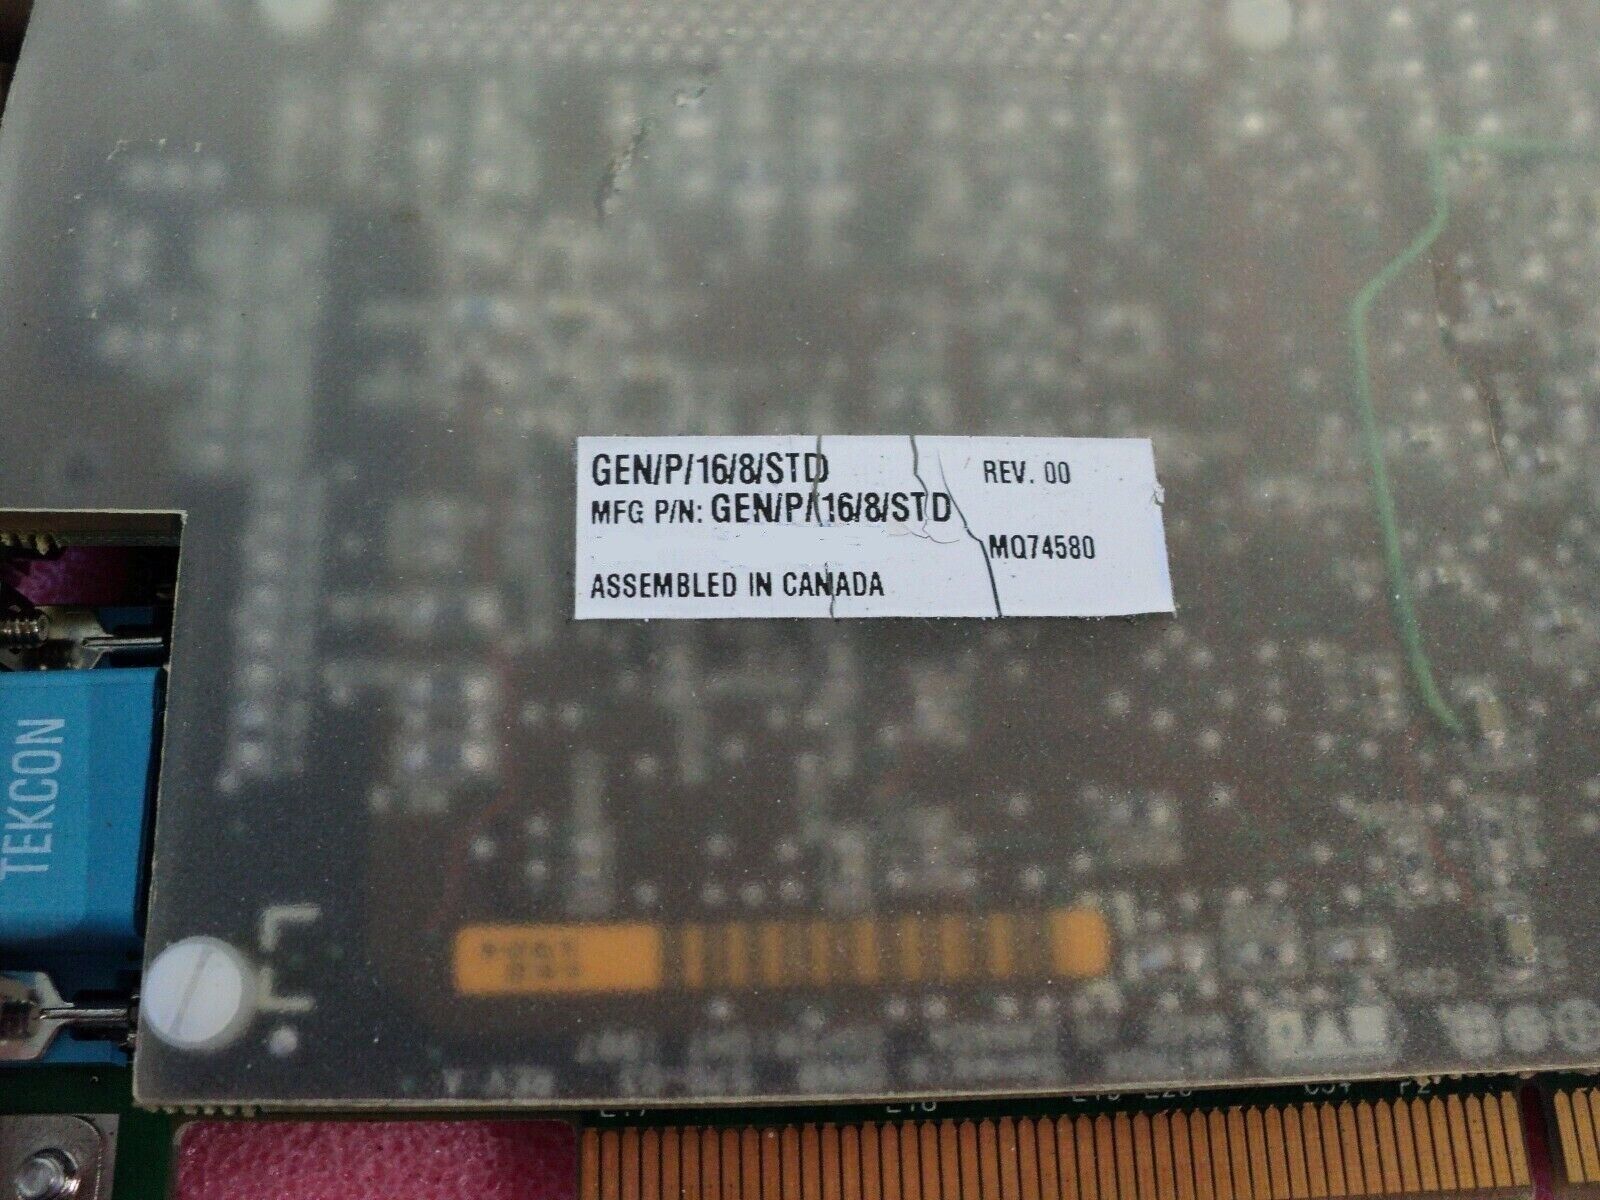 GEN/P/16/8/STD REV. 00
MFG P/N: GEN/P/16/8/STD
MQ74580
ASSEMBLED IN CANADA
TEKCON